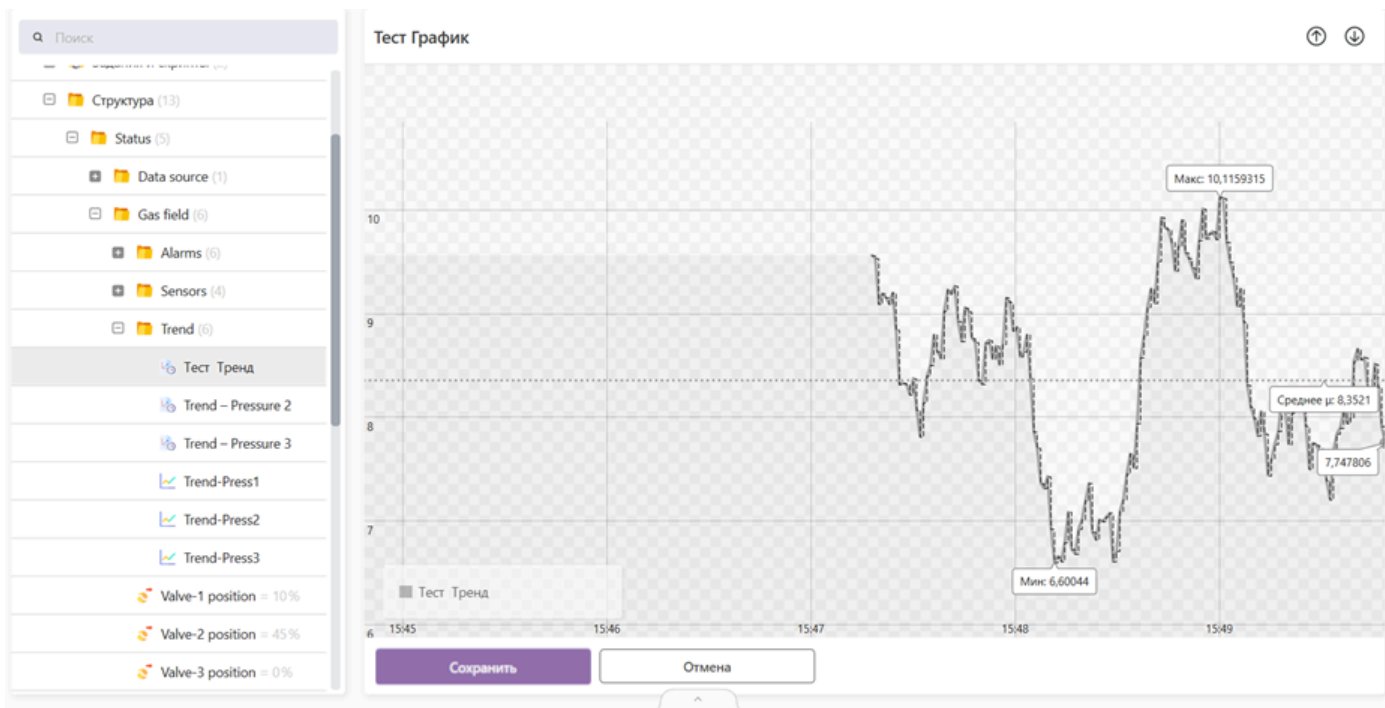 Поиск
Структура (13)
Status (5)
Data source (1)
Gas field (6)
Alarms (6)
Sensors (4)
Trend (6)
Тест Тренд
Trend – Pressure 2
Trend – Pressure 3
Trend-Press1
Trend-Press2
Trend-Press3
Valve-1 position = 10%
Valve-2 position = 45%
Valve-3 position = 0%
Тест График
Макс: 10,1159315
10
9
Среднее μ: 8,3521
8
7,747806
7
Мин: 6,60044
Тест Тренд
6
15:45
15:46
15:47
15:48
15:49
Сохранить
Отмена